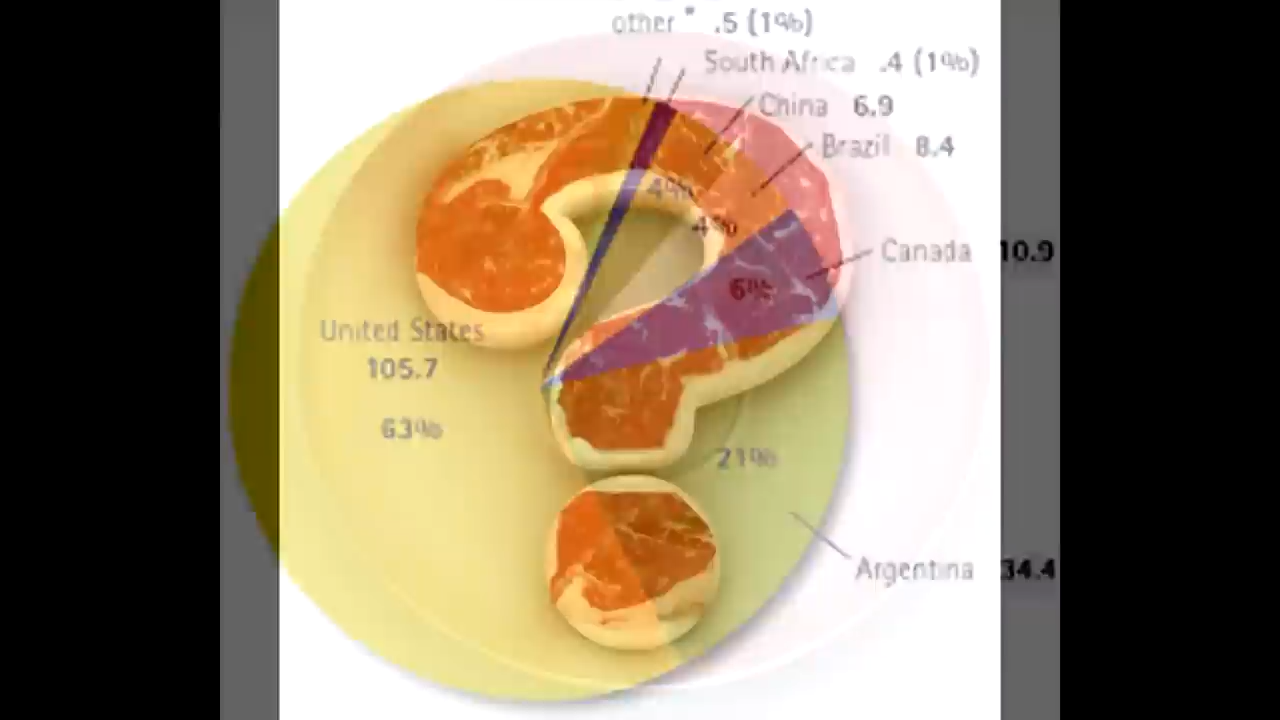 other * .5 (1%)
South Africa .4 (1%)
China 6.9
Brazil 8.4
4%
4%
Canada 10.9
6%
United States
105.7
63%
21%
Argentina 34.4